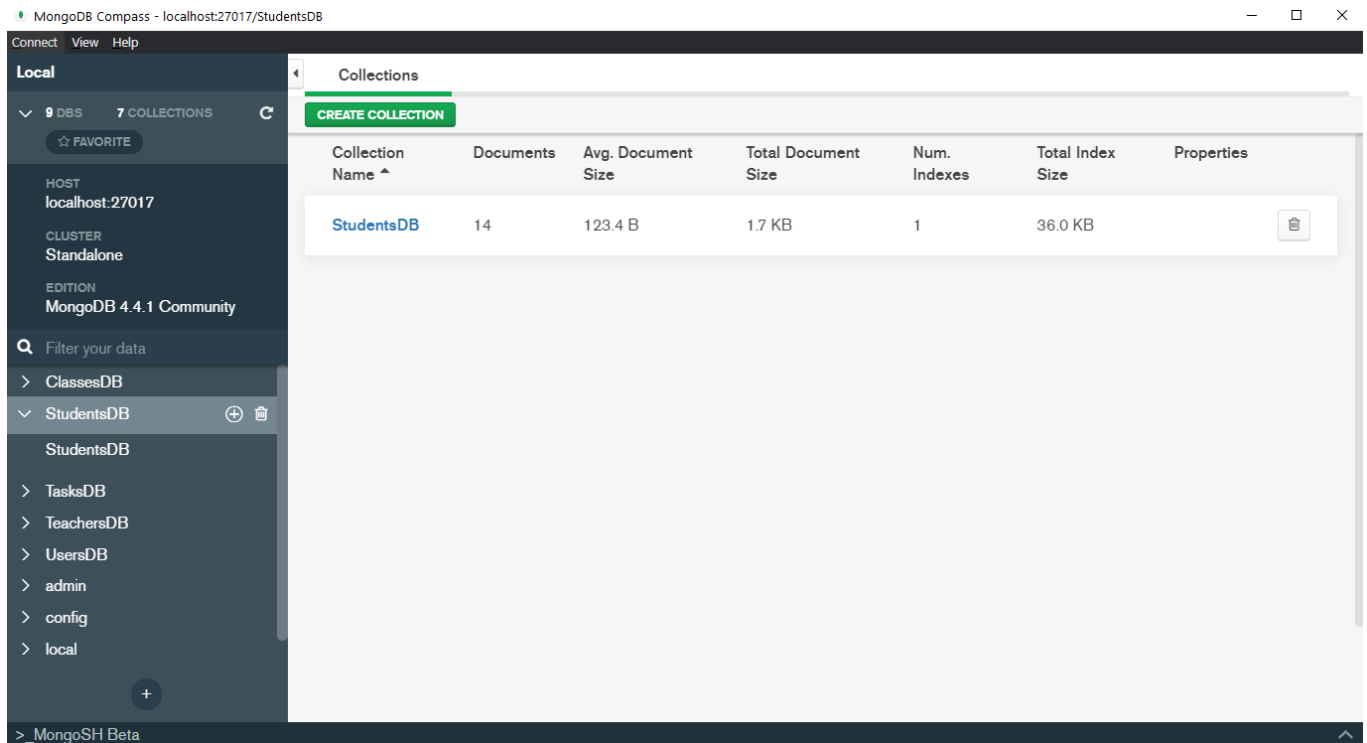 MongoDB Compass - localhost:27017/StudentsDB
Connect View Help
Local
9 DBS 7 COLLECTIONS
☆ FAVORITE
HOST
localhost:27017
CLUSTER
Standalone
EDITION
MongoDB 4.4.1 Community
Filter your data
ClassesDB
StudentsDB
StudentsDB
TasksDB
TeachersDB
UsersDB
admin
config
local
+
>_MongoSH Beta
Collections
CREATE COLLECTION
Collection Name Documents Avg. Document Size Total Document Size Num. Indexes Total Index Size Properties
StudentsDB 14 123.4 B 1.7 KB 1 36.0 KB